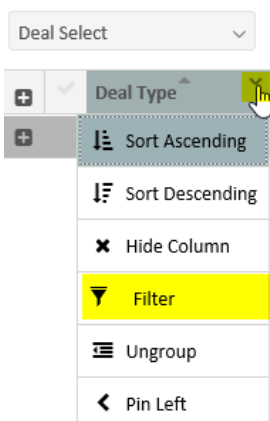 Deal Select
Deal Type
Sort Ascending
Sort Descending
Hide Column
Filter
Ungroup
Pin Left